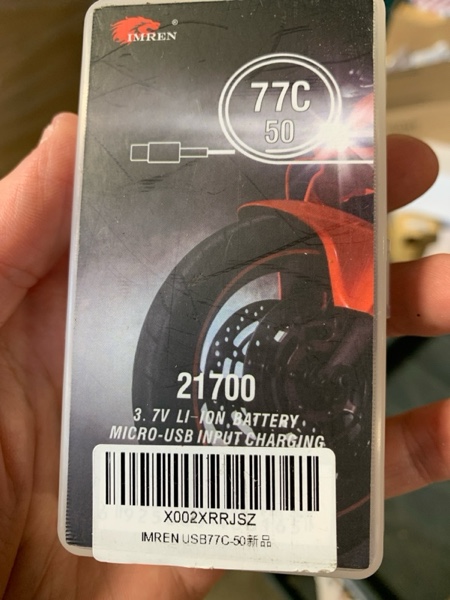 IMREN
77C
50
21700
3.7V LI-ION BATTERY
MICRO-USB INPUT CHARGING
X002XRRJSZ
IMREN USB77C-50新品